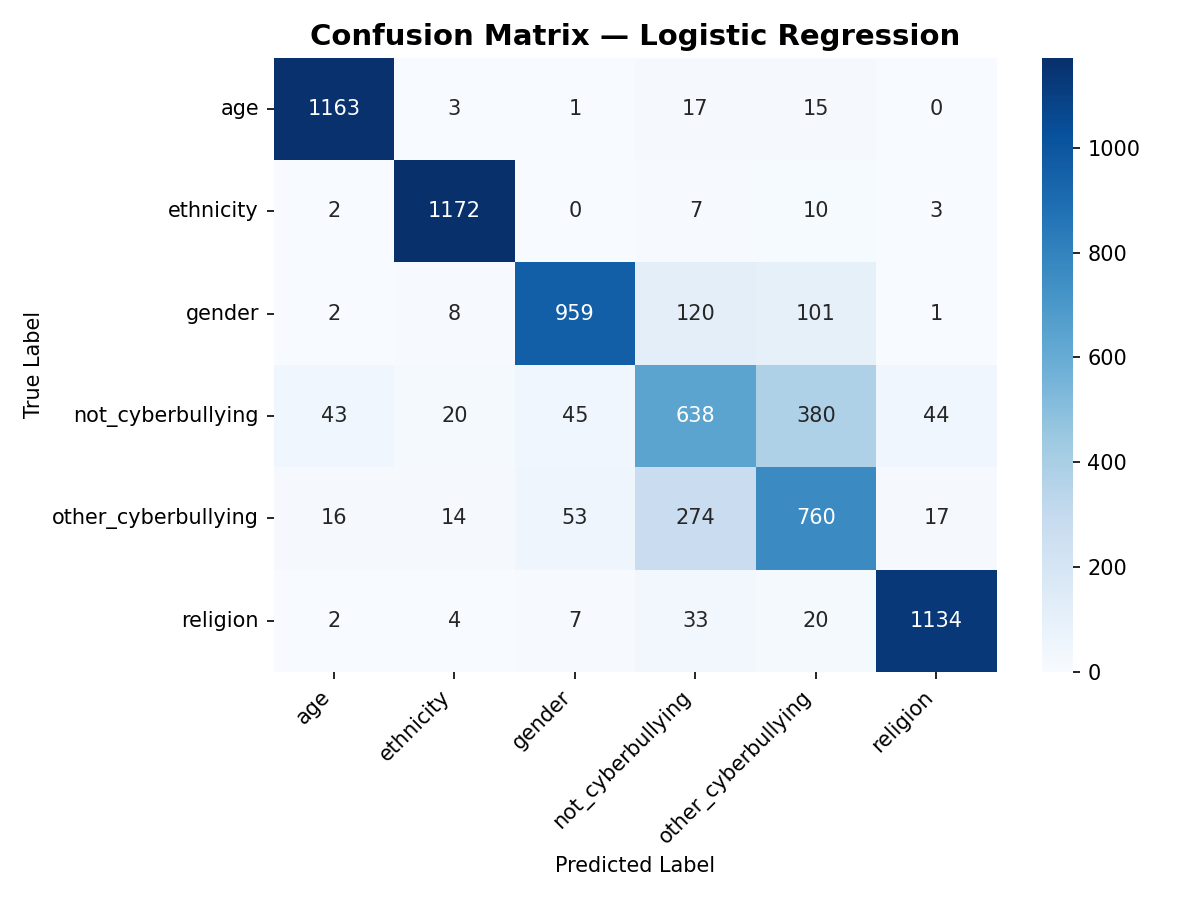 Confusion Matrix — Logistic Regression
True Label
age 1163 3 1 17 15 0
ethnicity 2 1172 0 7 10 3
gender 2 8 959 120 101 1
not_cyberbullying 43 20 45 638 380 44
other_cyberbullying 16 14 53 274 760 17
religion 2 4 7 33 20 1134
age ethnicity gender not_cyberbullying other_cyberbullying religion
Predicted Label
1000
800
600
400
200
0